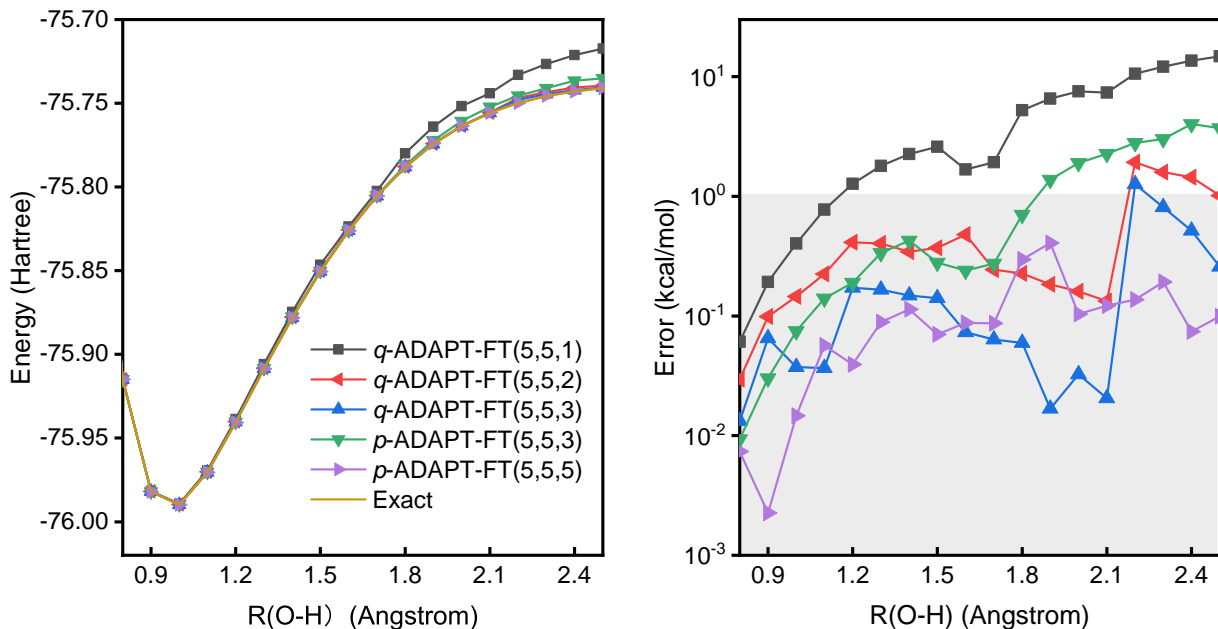 -75.70
-75.75
-75.80
-75.85
-75.90
-75.95
-76.00
Energy (Hartree)
0.9 1.2 1.5 1.8 2.1 2.4
R(O-H) (Angstrom)
q-ADAPT-FT(5,5,1)
q-ADAPT-FT(5,5,2)
q-ADAPT-FT(5,5,3)
p-ADAPT-FT(5,5,3)
p-ADAPT-FT(5,5,5)
Exact
10¹
10⁰
10⁻¹
10⁻²
10⁻³
Error (kcal/mol)
0.9 1.2 1.5 1.8 2.1 2.4
R(O-H) (Angstrom)